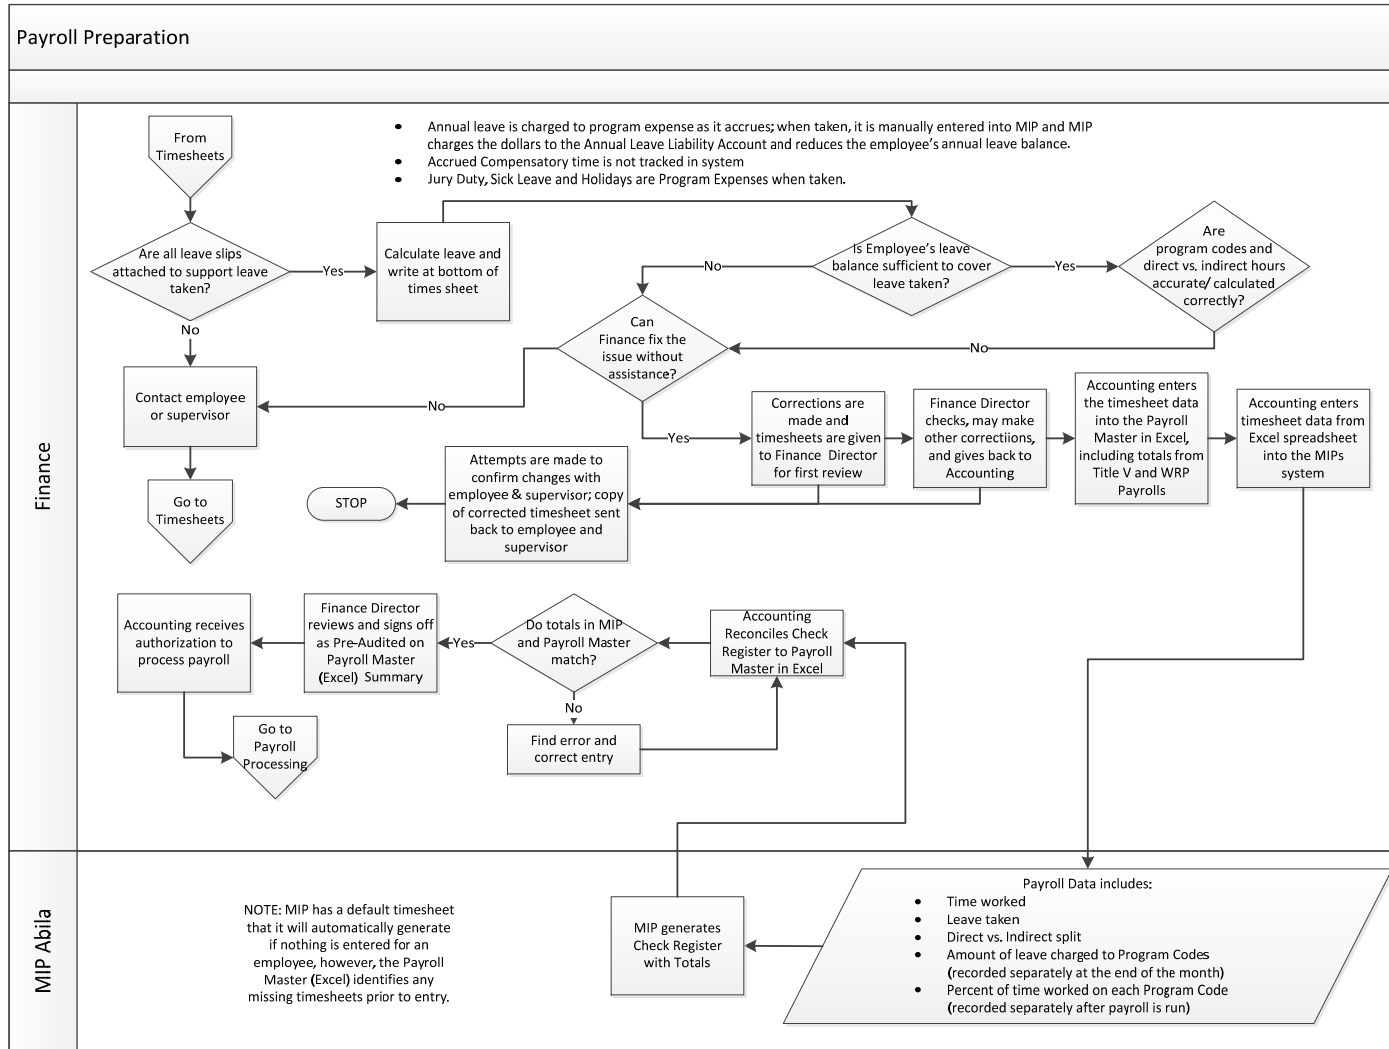 Payroll Preparation
Finance
From
Timesheets
• Annual leave is charged to program expense as it accrues; when taken, it is manually entered into MIP and MIP
charges the dollars to the Annual Leave Liability Account and reduces the employee's annual leave balance.
• Accrued Compensatory time is not tracked in system
• Jury Duty, Sick Leave and Holidays are Program Expenses when taken.
Are all leave slips
attached to support leave
taken?
Yes
No
Calculate leave and
write at bottom of
times sheet
Is Employee's leave
balance sufficient to cover
leave taken?
No
Yes
Are
program codes and
direct vs. indirect hours
accurate/ calculated
correctly?
No
Can
Finance fix the
issue without
assistance?
No
Yes
Contact employee
or supervisor
Go to
Timesheets
Corrections are
made and
timesheets are given
to Finance Director
for first review
Finance Director
checks, may make
other correctiions,
and gives back to
Accounting
Accounting enters
the timesheet data
into the Payroll
Master in Excel,
including totals from
Title V and WRP
Payrolls
Accounting enters
timesheet data from
Excel spreadsheet
into the MIPs
system
Attempts are made to
confirm changes with
employee & supervisor; copy
of corrected timesheet sent
back to employee and
supervisor
STOP
Accounting receives
authorization to
process payroll
Finance Director
reviews and signs off
as Pre-Audited on
Payroll Master
(Excel) Summary
Yes
Do totals in MIP
and Payroll Master
match?
No
Accounting
Reconciles Check
Register to Payroll
Master in Excel
Find error and
correct entry
Go to
Payroll
Processing
MIP Abila
NOTE: MIP has a default timesheet
that it will automatically generate
if nothing is entered for an
employee, however, the Payroll
Master (Excel) identifies any
missing timesheets prior to entry.
MIP generates
Check Register
with Totals
Payroll Data includes:
• Time worked
• Leave taken
• Direct vs. Indirect split
• Amount of leave charged to Program Codes
(recorded separately at the end of the month)
• Percent of time worked on each Program Code
(recorded separately after payroll is run)